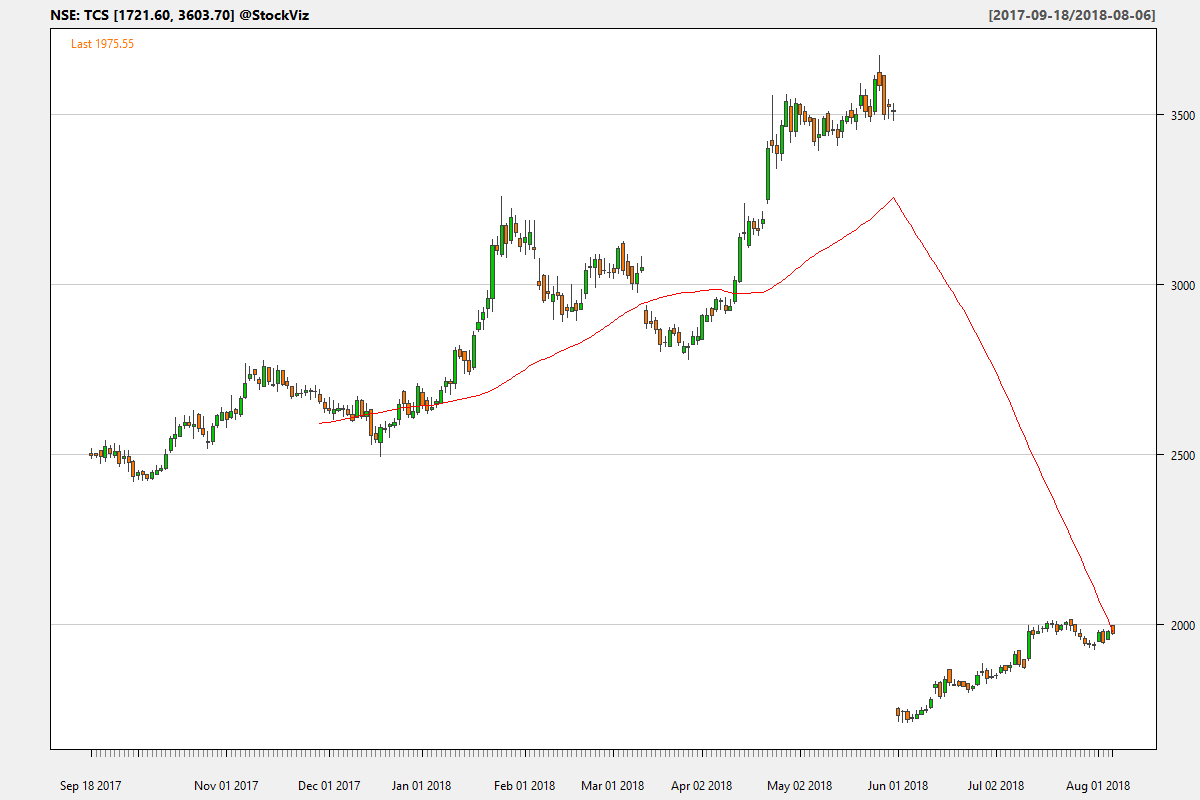 NSE: TCS [1721.60, 3603.70] @StockViz [2017-09-18/2018-08-06]
Last 1975.55
3500
3000
2500
2000
Sep 18 2017 Nov 01 2017 Dec 01 2017 Jan 01 2018 Feb 01 2018 Mar 01 2018 Apr 02 2018 May 02 2018 Jun 01 2018 Jul 02 2018 Aug 01 2018